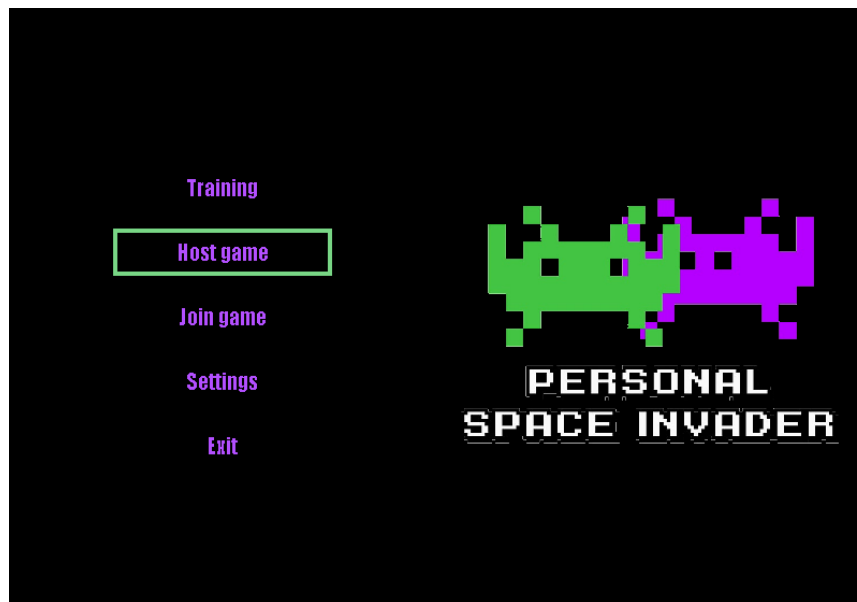 Training
Host game
Join game
Settings
Exit
PERSONAL
SPACE INVADER